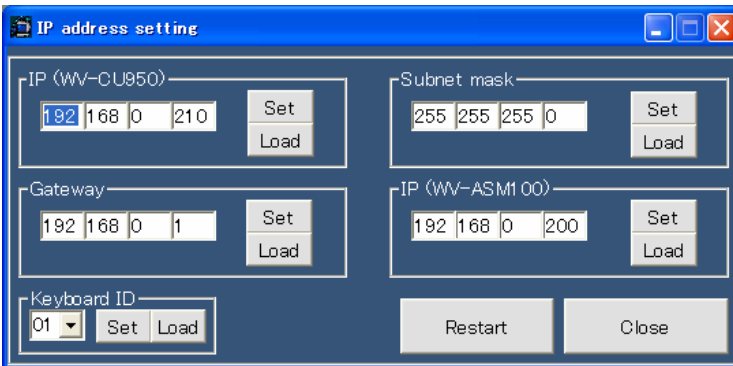 IP address setting
IP (WV-CU950)
192 168 0 210
Set
Load
Subnet mask
255 255 255 0
Set
Load
Gateway
192 168 0 1
Set
Load
IP (WV-ASM100)
192 168 0 200
Set
Load
Keyboard ID
01 Set Load
Restart
Close